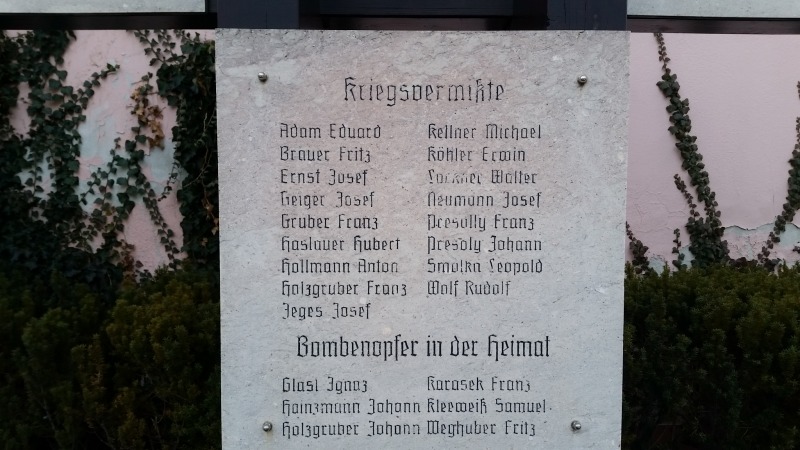 Kriegsvermißte
Adam Eduard
Brauer Fritz
Ernst Josef
Geiger Josef
Gruber Franz
Haslauer Hubert
Hollmann Anton
Holzgruber Franz
Jeges Josef
Kellner Michael
Köhler Erwin
Lackner Walter
Neumann Josef
Presolly Franz
Presoly Johann
Smolka Leopold
Wolf Rudolf
Bombenopfer in der Heimat
Glasl Ignaz
Hainzmann Johann
Holzgruber Johann
Karasek Franz
Kleeweiß Samuel
Weghuber Fritz